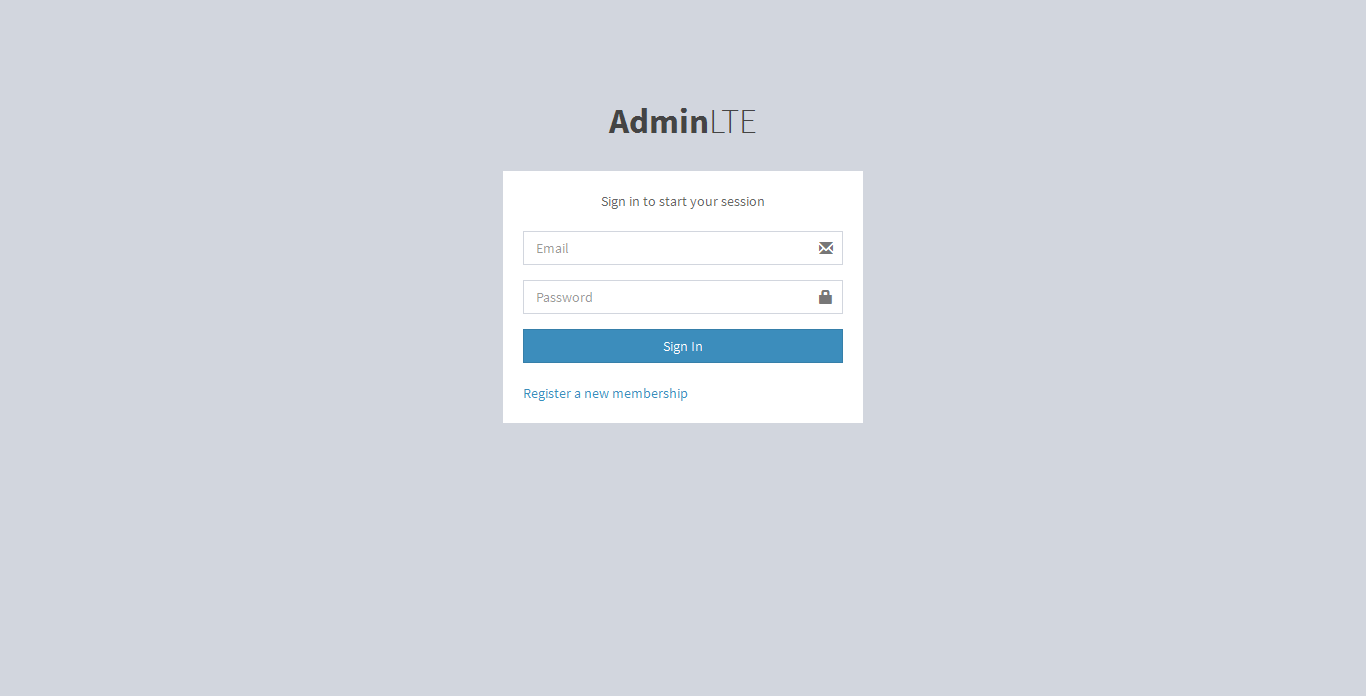 AdminLTE
Sign in to start your session
Email
Password
Sign In
Register a new membership